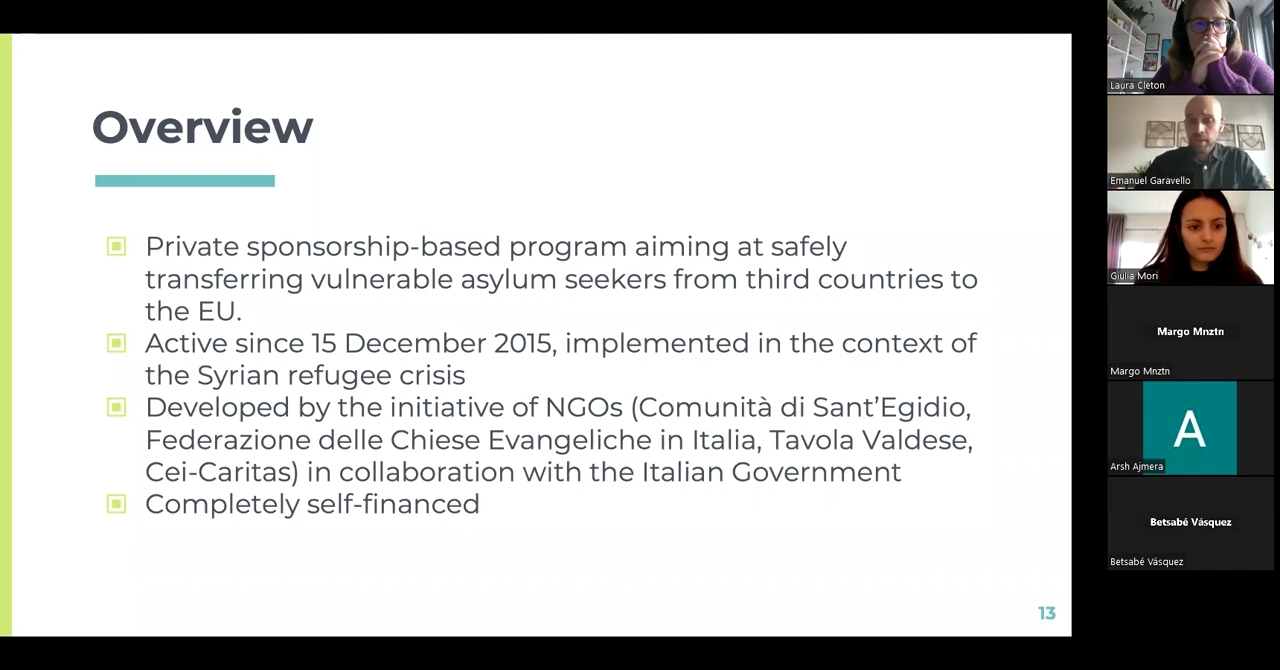 Overview
Private sponsorship-based program aiming at safely
transferring vulnerable asylum seekers from third countries to
the EU.
Active since 15 December 2015, implemented in the context of
the Syrian refugee crisis
Developed by the initiative of NGOs (Comunità di Sant’Egidio,
Federazione delle Chiese Evangeliche in Italia, Tavola Valdese,
Cei-Caritas) in collaboration with the Italian Government
Completely self-financed
13
Laura Cleton
Emanuel Garavello
Giulia Mori
Margo Mnztn
Margo Mnztn
A
Arsh Ajmera
Betsabé Vásquez
Betsabé Vásquez